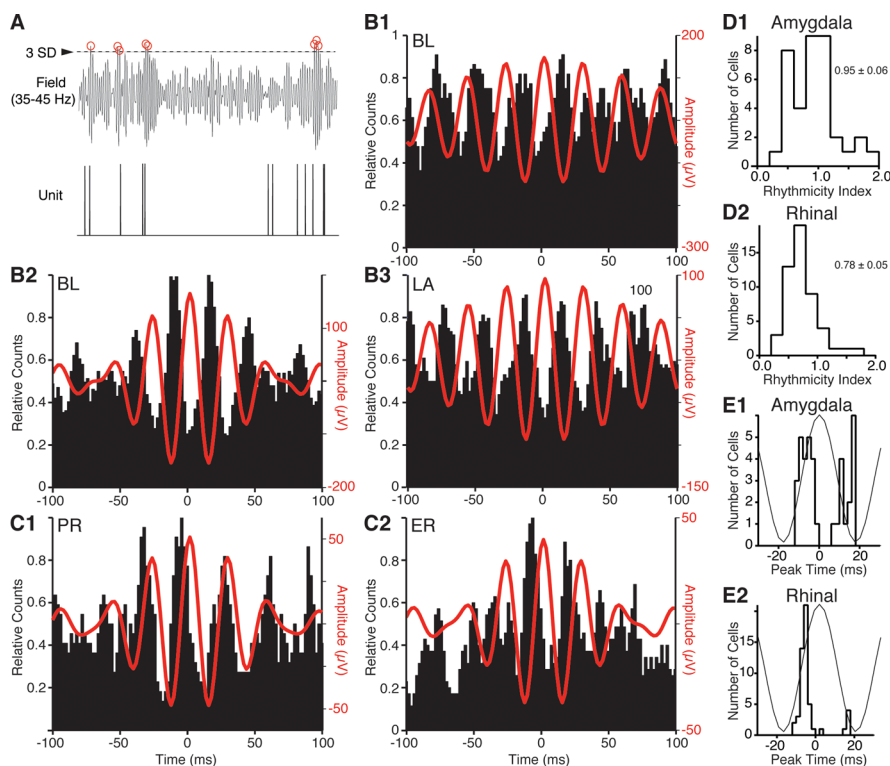 A
3 SD
Field
(35-45 Hz)
Unit
B1
BL
Relative Counts
1
0.8
0.6
0.4
0.2
0
-100
-50
0
50
100
200
Amplitude (µV)
-300
B2
BL
Relative Counts
1
0.8
0.6
0.4
0.2
0
-100
-50
0
50
100
100
Amplitude (µV)
-200
B3
LA
100
Relative Counts
1
0.8
0.6
0.4
0.2
0
-100
-50
0
50
100
100
Amplitude (µV)
-150
C1
PR
Relative Counts
0.8
0.6
0.4
0.2
0
-100
-50
0
50
100
Time (ms)
50
Amplitude (µV)
-50
C2
ER
Relative Counts
0.8
0.6
0.4
0.2
0
-100
-50
0
50
100
Time (ms)
50
Amplitude (µV)
-50
D1
Amygdala
Number of Cells
8
6
4
2
0
0.95 ± 0.06
0.0
1.0
2.0
Rhythmicity Index
D2
Rhinal
Number of Cells
15
10
5
0
0.78 ± 0.05
0.0
1.0
2.0
Rhythmicity Index
E1
Amygdala
Number of Cells
6
5
4
3
2
1
0
-20
0
20
Peak Time (ms)
E2
Rhinal
Number of Cells
15
10
5
0
-20
0
20
Peak Time (ms)